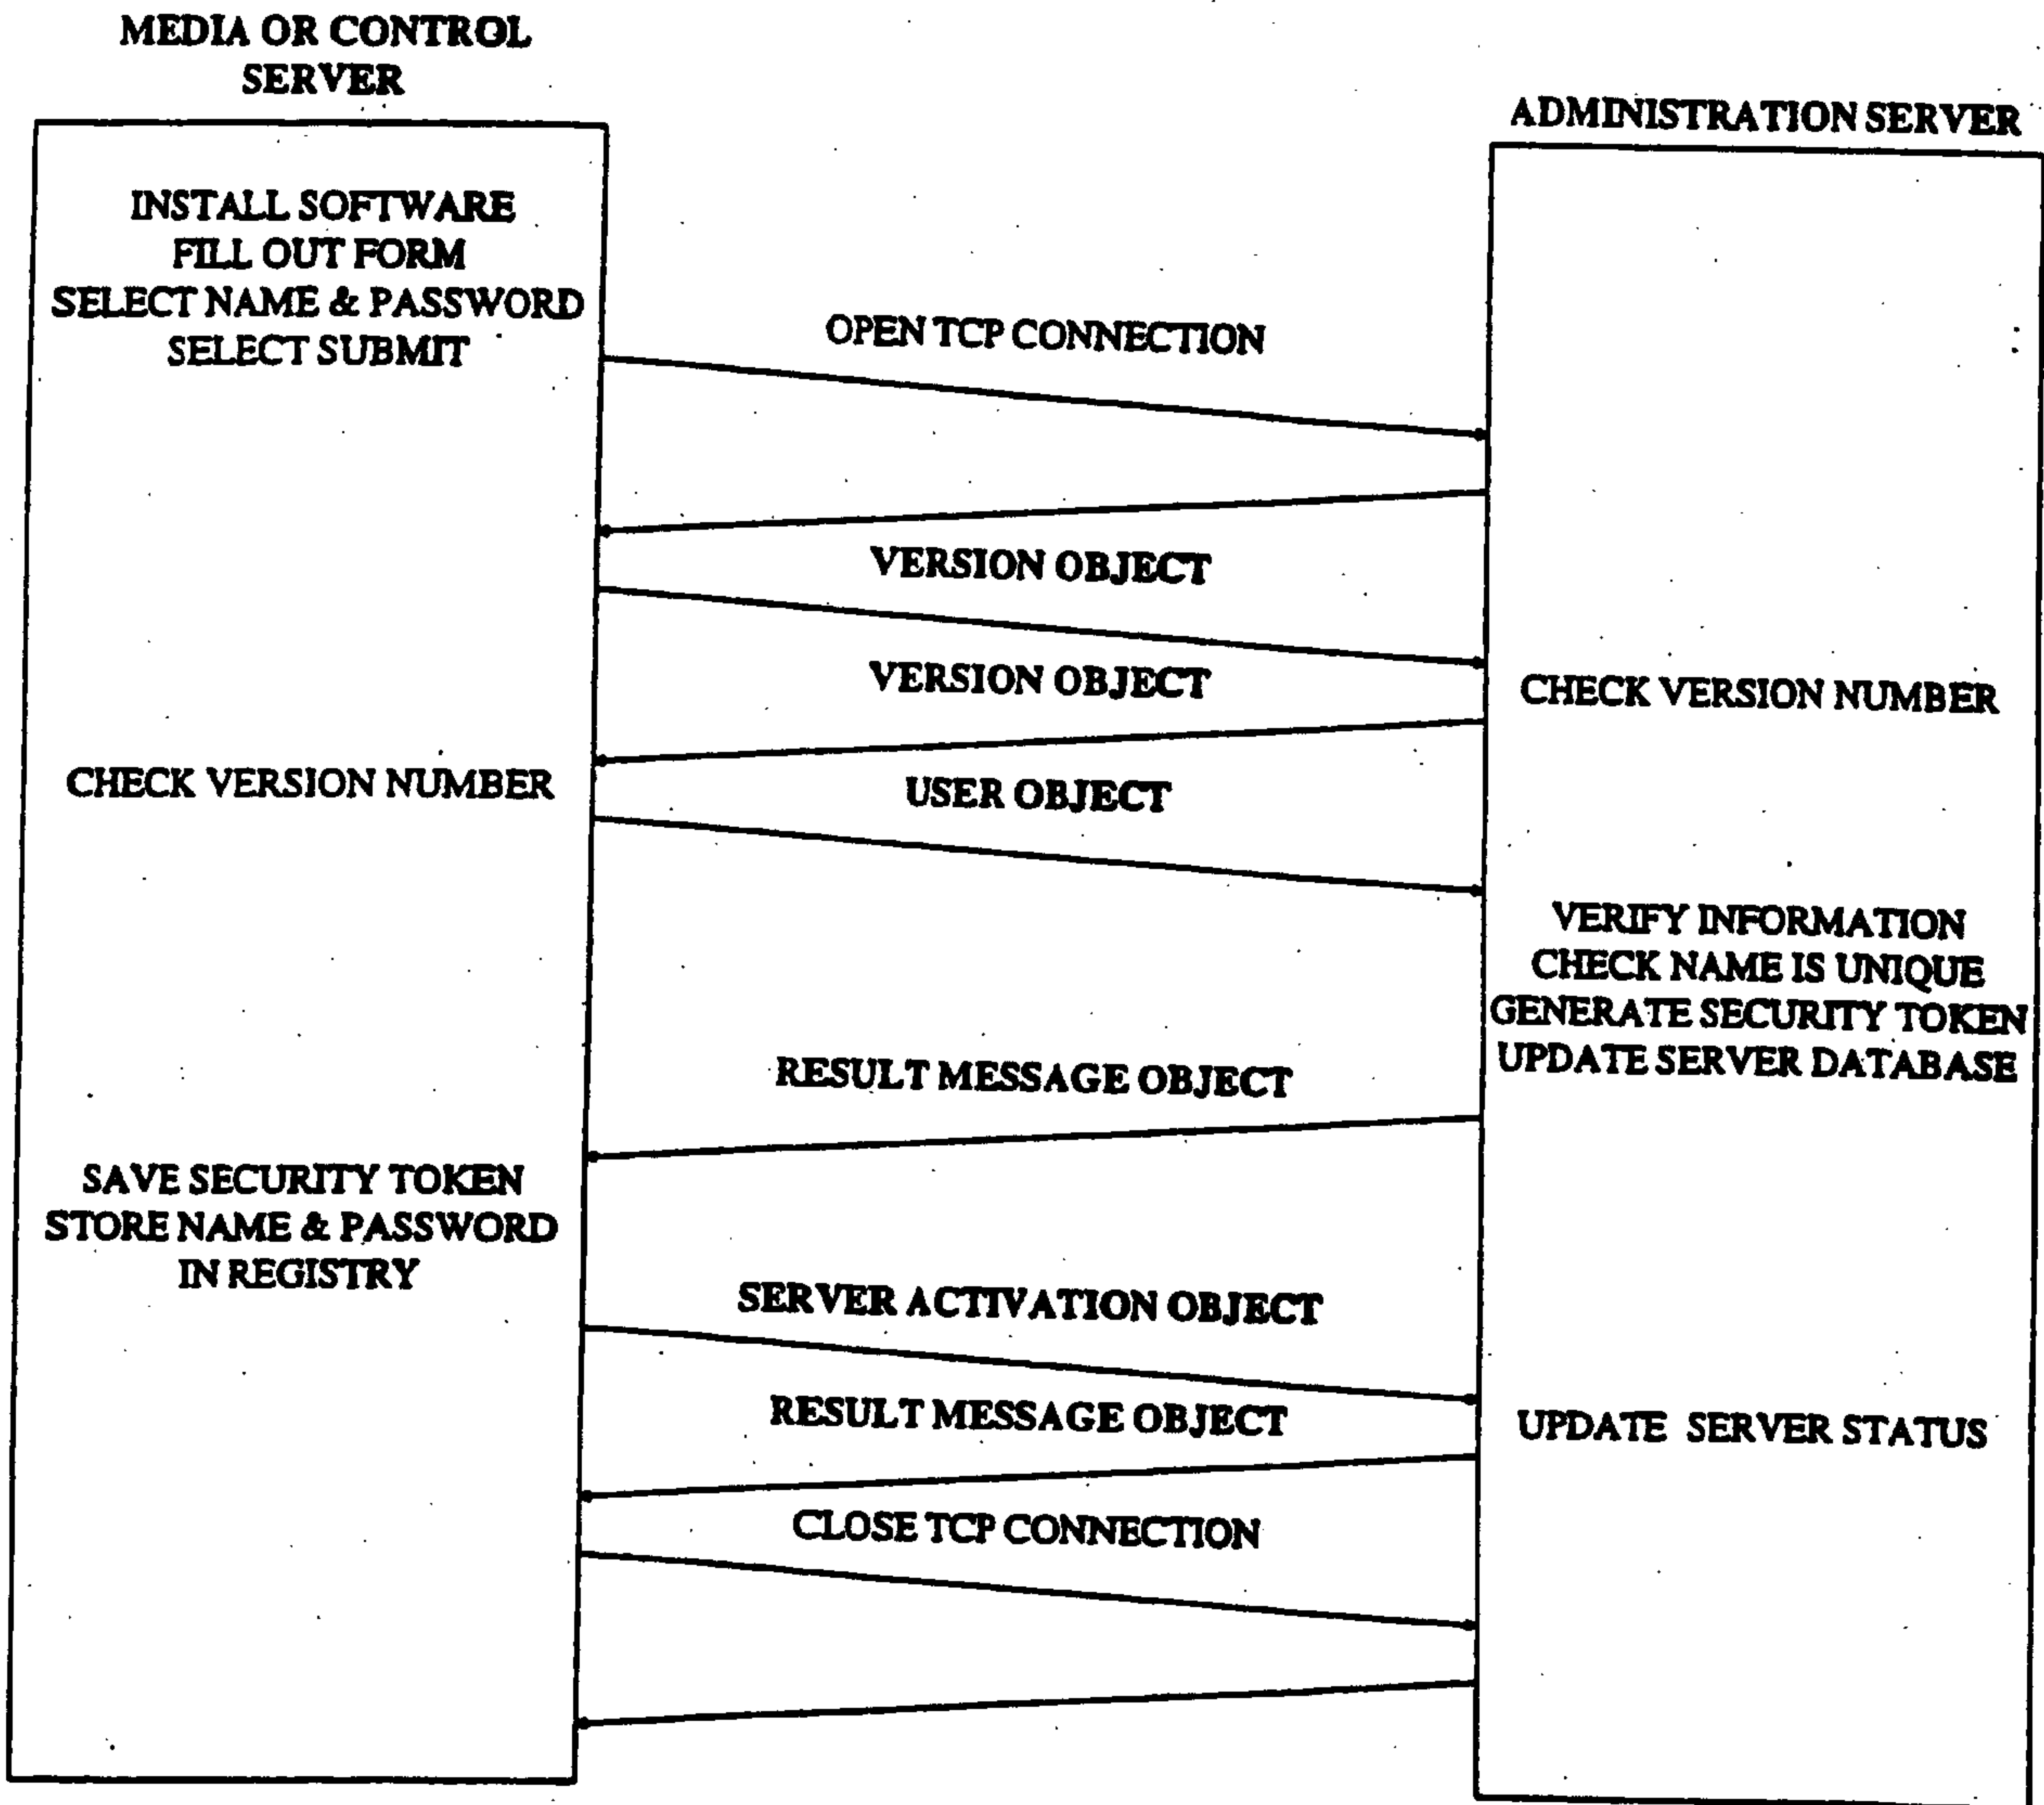 MEDIA OR CONTROL
SERVER
ADMINISTRATION SERVER
INSTALL SOFTWARE
FILL OUT FORM
SELECT NAME & PASSWORD
SELECT SUBMIT
OPEN TCP CONNECTION
VERSION OBJECT
VERSION OBJECT
CHECK VERSION NUMBER
CHECK VERSION NUMBER
USER OBJECT
VERIFY INFORMATION
CHECK NAME IS UNIQUE
GENERATE SECURITY TOKEN
UPDATE SERVER DATABASE
RESULT MESSAGE OBJECT
SAVE SECURITY TOKEN
STORE NAME & PASSWORD
IN REGISTRY
SERVER ACTIVATION OBJECT
RESULT MESSAGE OBJECT
UPDATE SERVER STATUS
CLOSE TCP CONNECTION